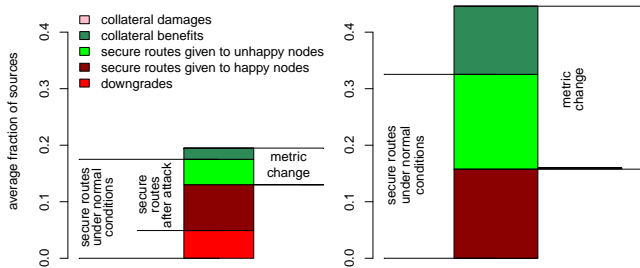 collateral damages
collateral benefits
secure routes given to unhappy nodes
secure routes given to happy nodes
downgrades
average fraction of sources
0.0
0.1
0.2
0.3
0.4
secure routes
under normal
conditions
secure
routes
after attack
metric
change
0.0
0.1
0.2
0.3
0.4
secure routes
under normal
conditions
metric
change